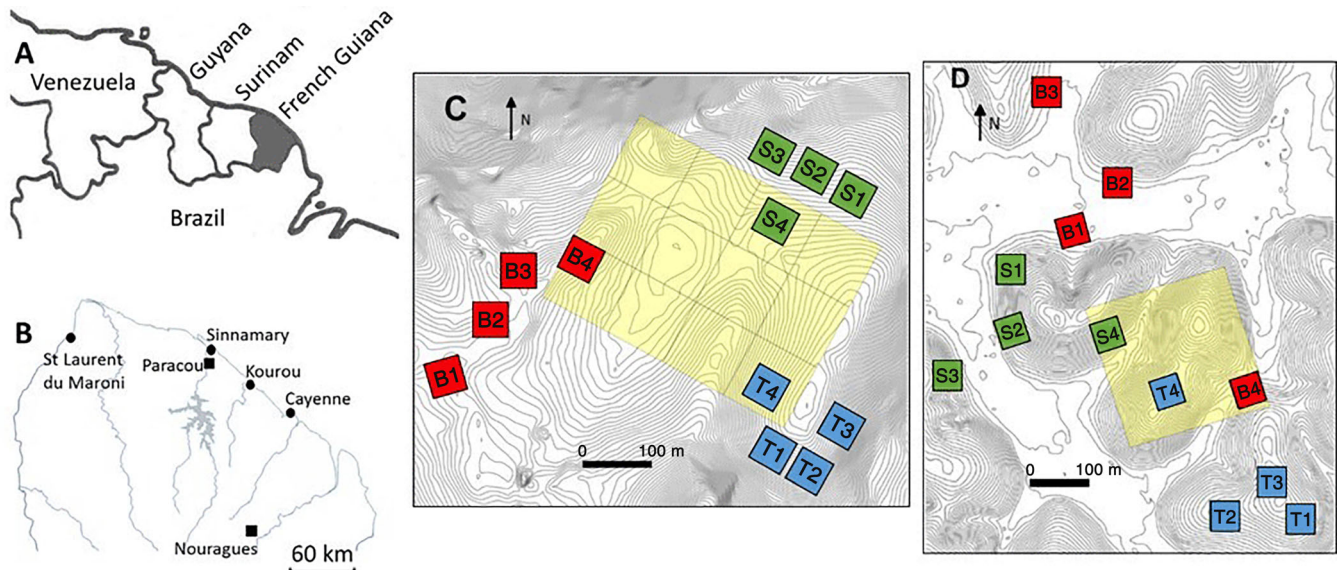 A
Venezuela
Guyana
Surinam
French Guiana
Brazil
B
St Laurent
du Maroni
Sinnamary
Paracou
Kourou
Cayenne
Nouragues
60 km
C
N
S3
S2
S1
S4
B3
B4
B2
B1
T4
T3
T1
T2
0 100 m
D
B3
N
B2
B1
S1
S2
S4
S3
T4
B4
0 100 m
T3
T2
T1